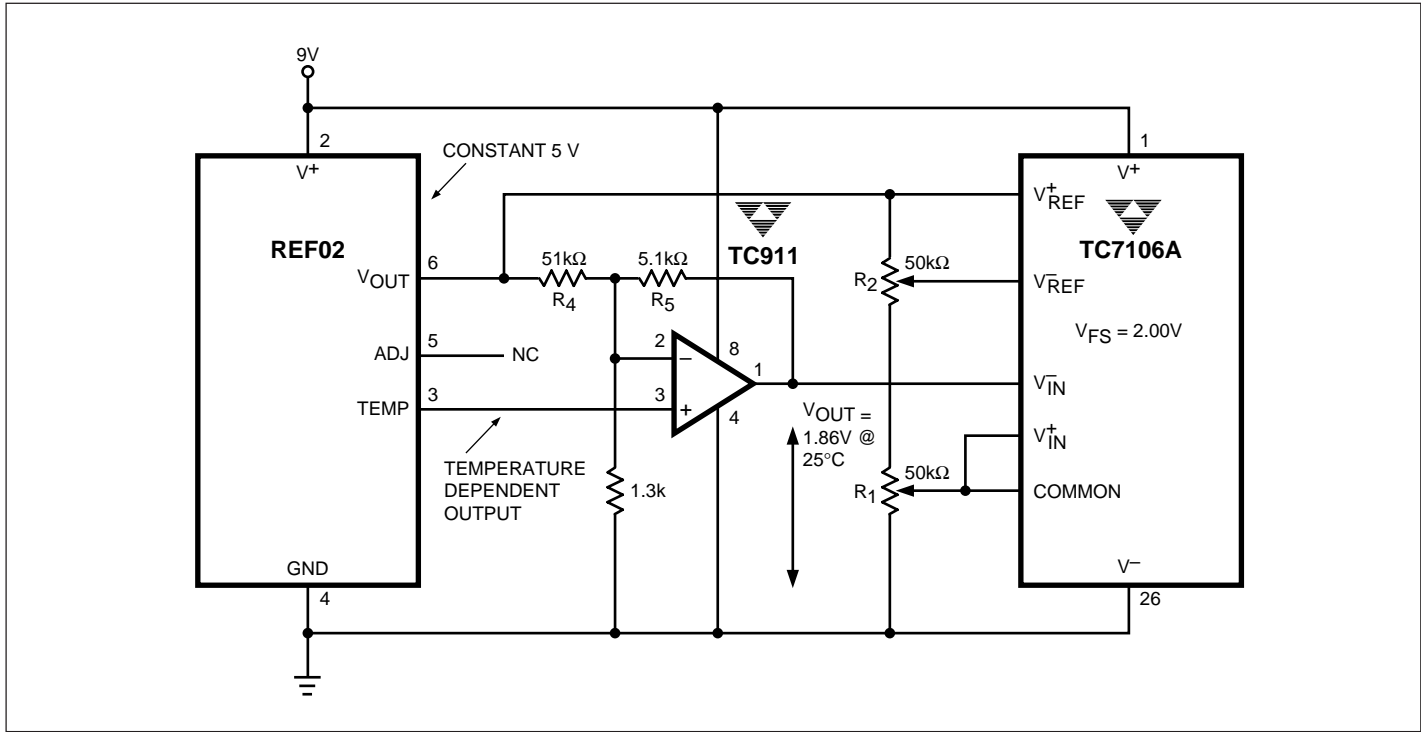 9V
2
V+
CONSTANT 5 V
1
V+
REF02
V+REF
TC911
TC7106A
VOUT
6
51kΩ
R4
5.1kΩ
R5
R2
50kΩ
V–REF
VFS = 2.00V
ADJ
5
NC
2
–
8
1
V–IN
TEMP
3
3
+
4
VOUT =
1.86V @
25°C
V+IN
TEMPERATURE
DEPENDENT
OUTPUT
1.3k
R1
50kΩ
COMMON
GND
4
V–
26